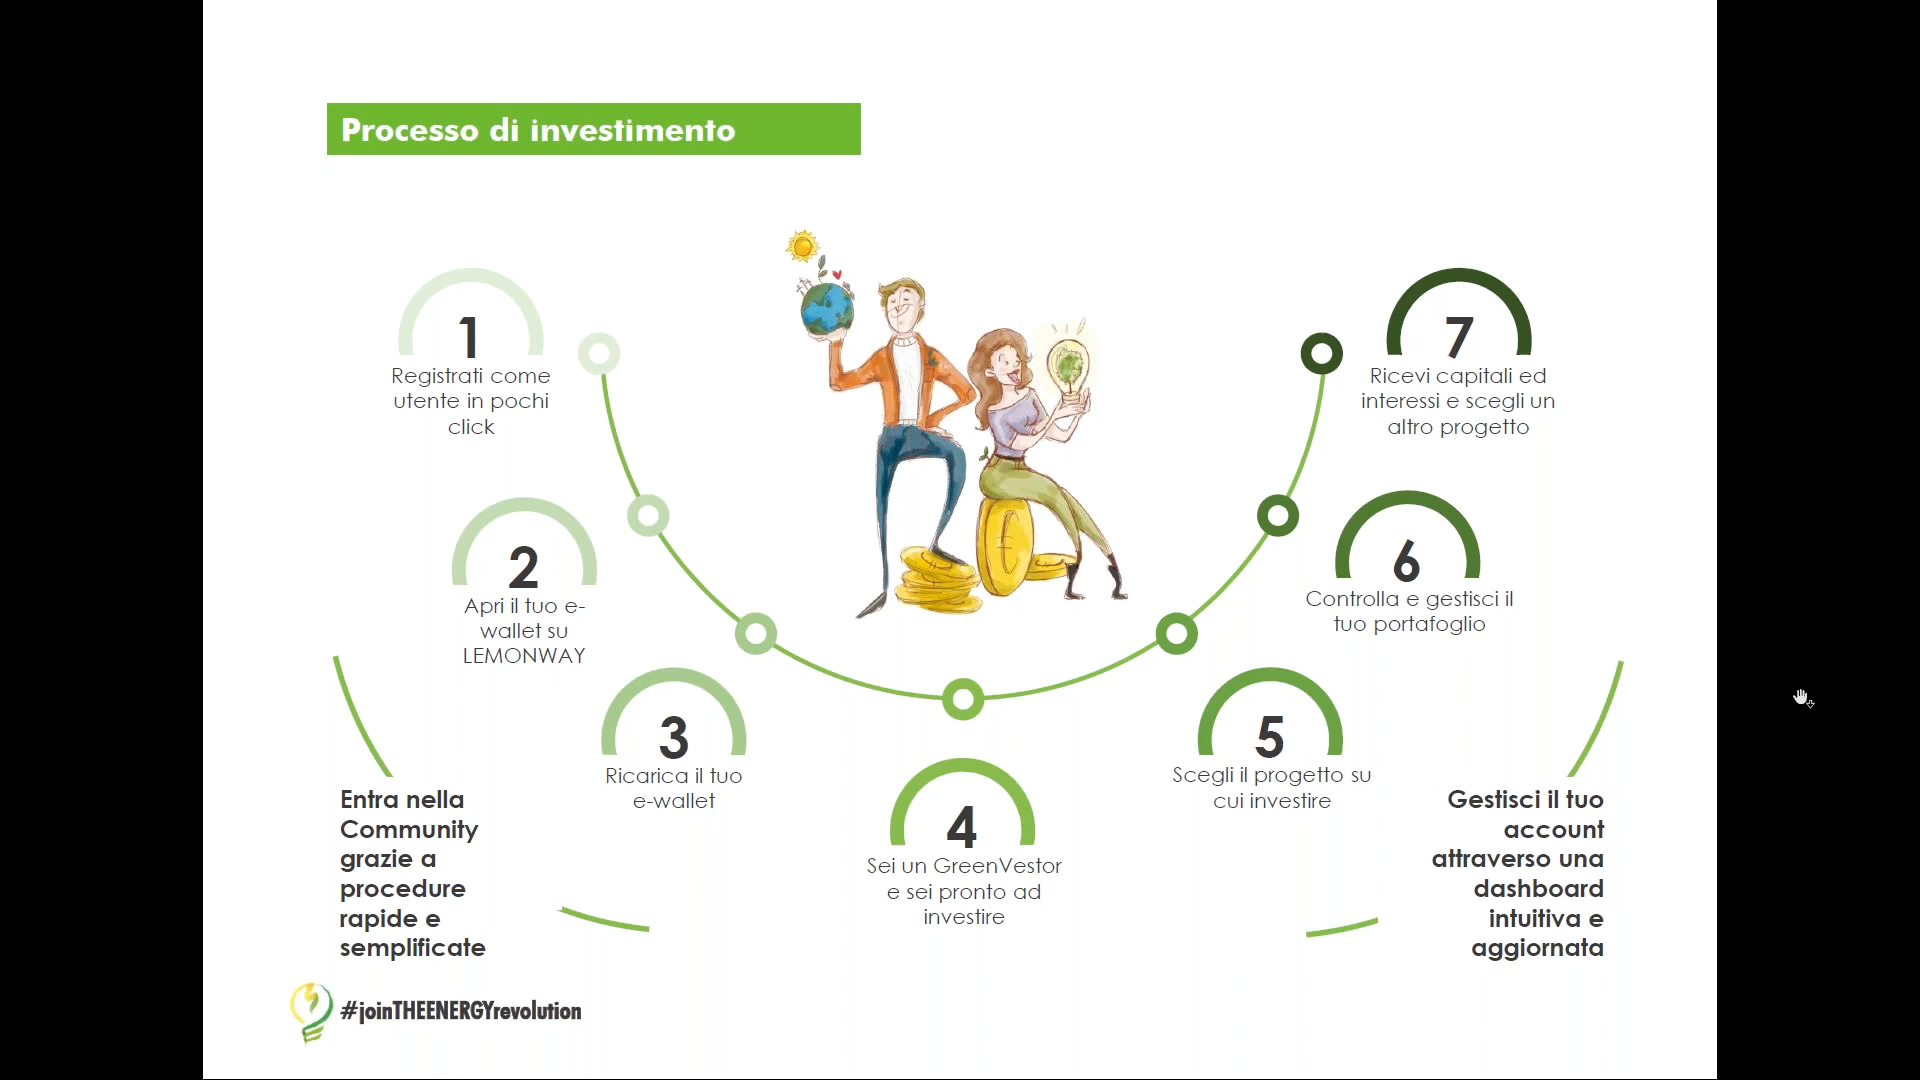 Processo di investimento
1
Registrati come
utente in pochi
click
2
Apri il tuo e-
wallet su
LEMONWAY
3
Ricarica il tuo
e-wallet
4
Sei un GreenVestor
e sei pronto ad
investire
5
Scegli il progetto su
cui investire
6
Controlla e gestisci il
tuo portafoglio
7
Ricevi capitali ed
interessi e scegli un
altro progetto
Entra nella
Community
grazie a
procedure
rapide e
semplificate
Gestisci il tuo
account
attraverso una
dashboard
intuitiva e
aggiornata
#joinTHEENERGYrevolution